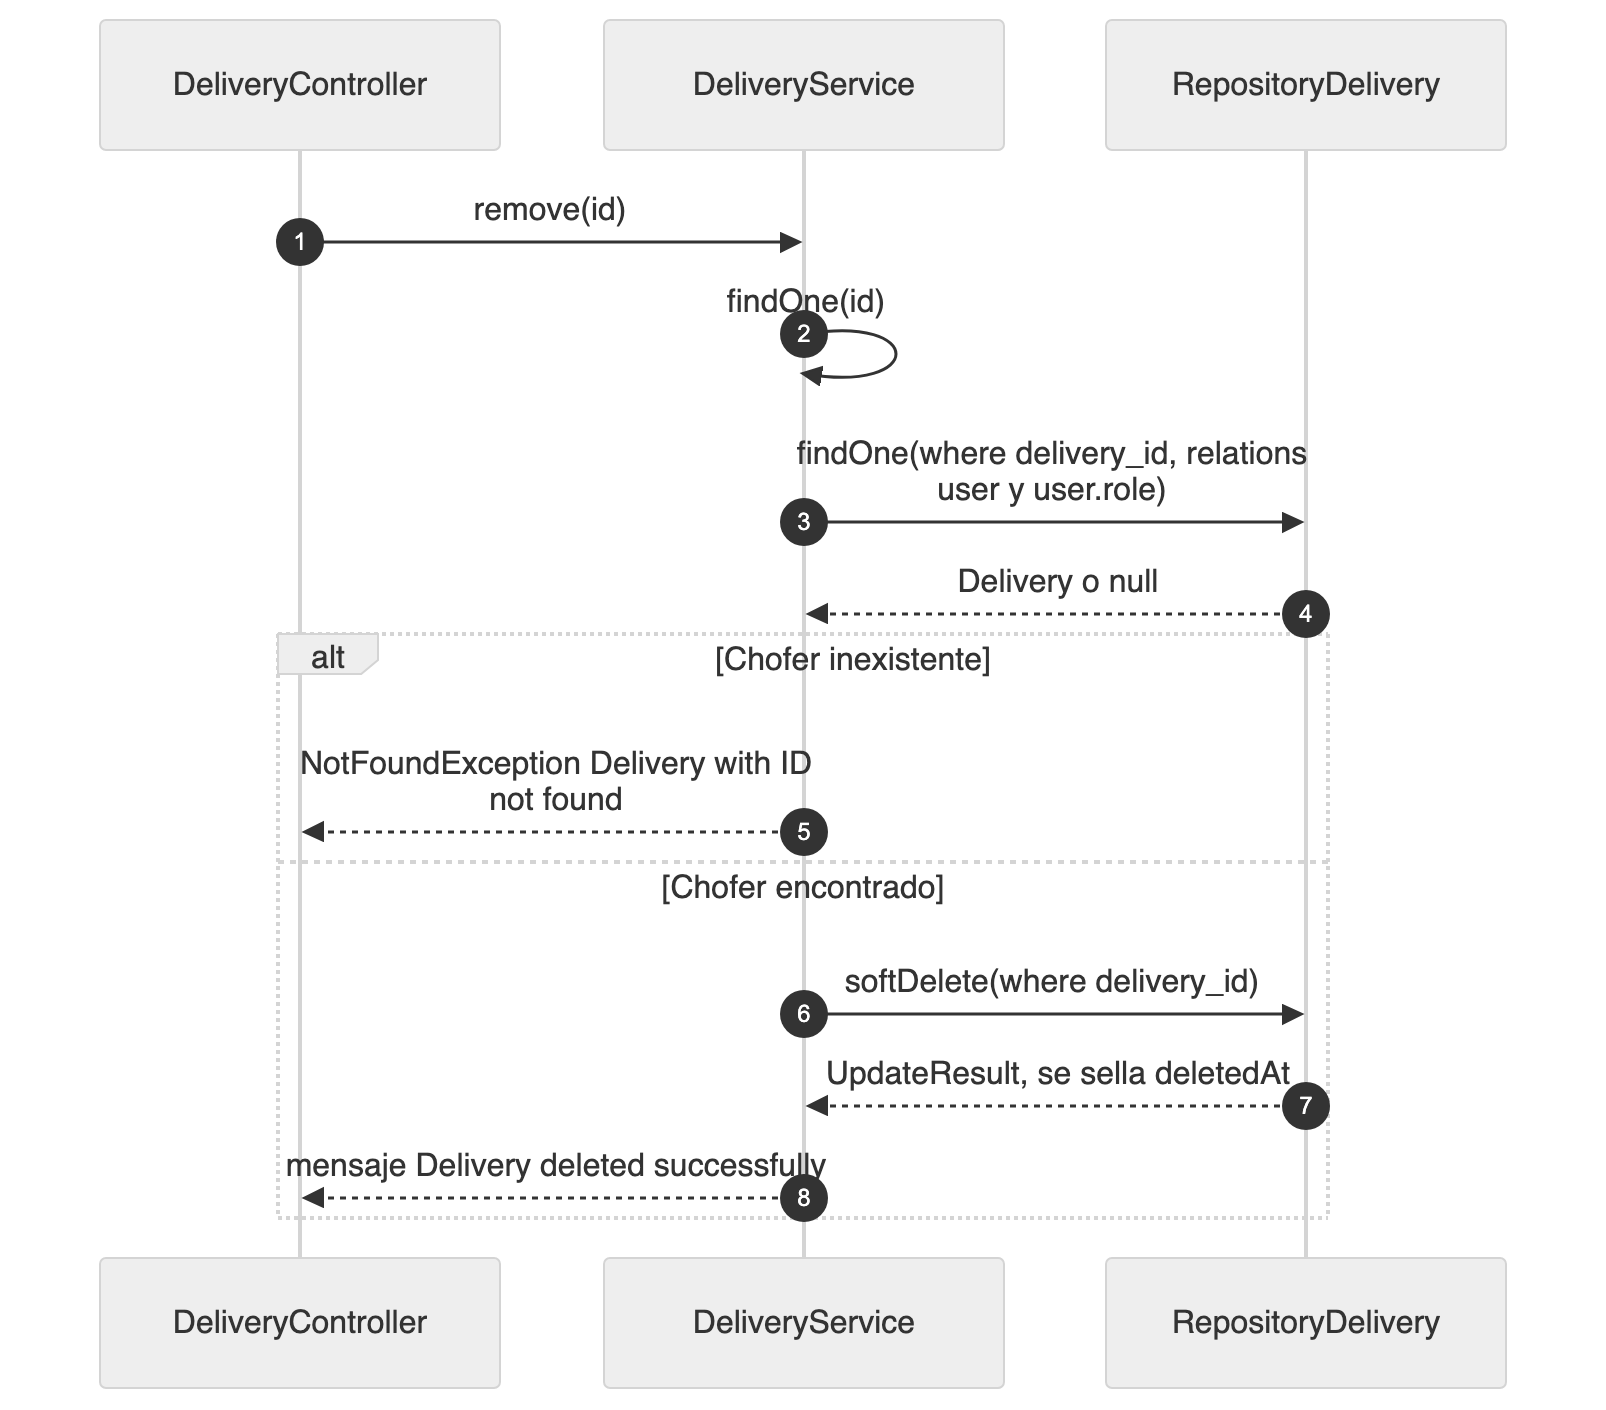 DeliveryController
DeliveryService
RepositoryDelivery
remove(id)
1
findOne(id)
2
findOne(where delivery_id, relations
user y user.role)
3
Delivery o null
4
alt
[Chofer inexistente]
NotFoundException Delivery with ID
not found
5
[Chofer encontrado]
softDelete(where delivery_id)
6
UpdateResult, se sella deletedAt
7
mensaje Delivery deleted successfully
8
DeliveryController
DeliveryService
RepositoryDelivery